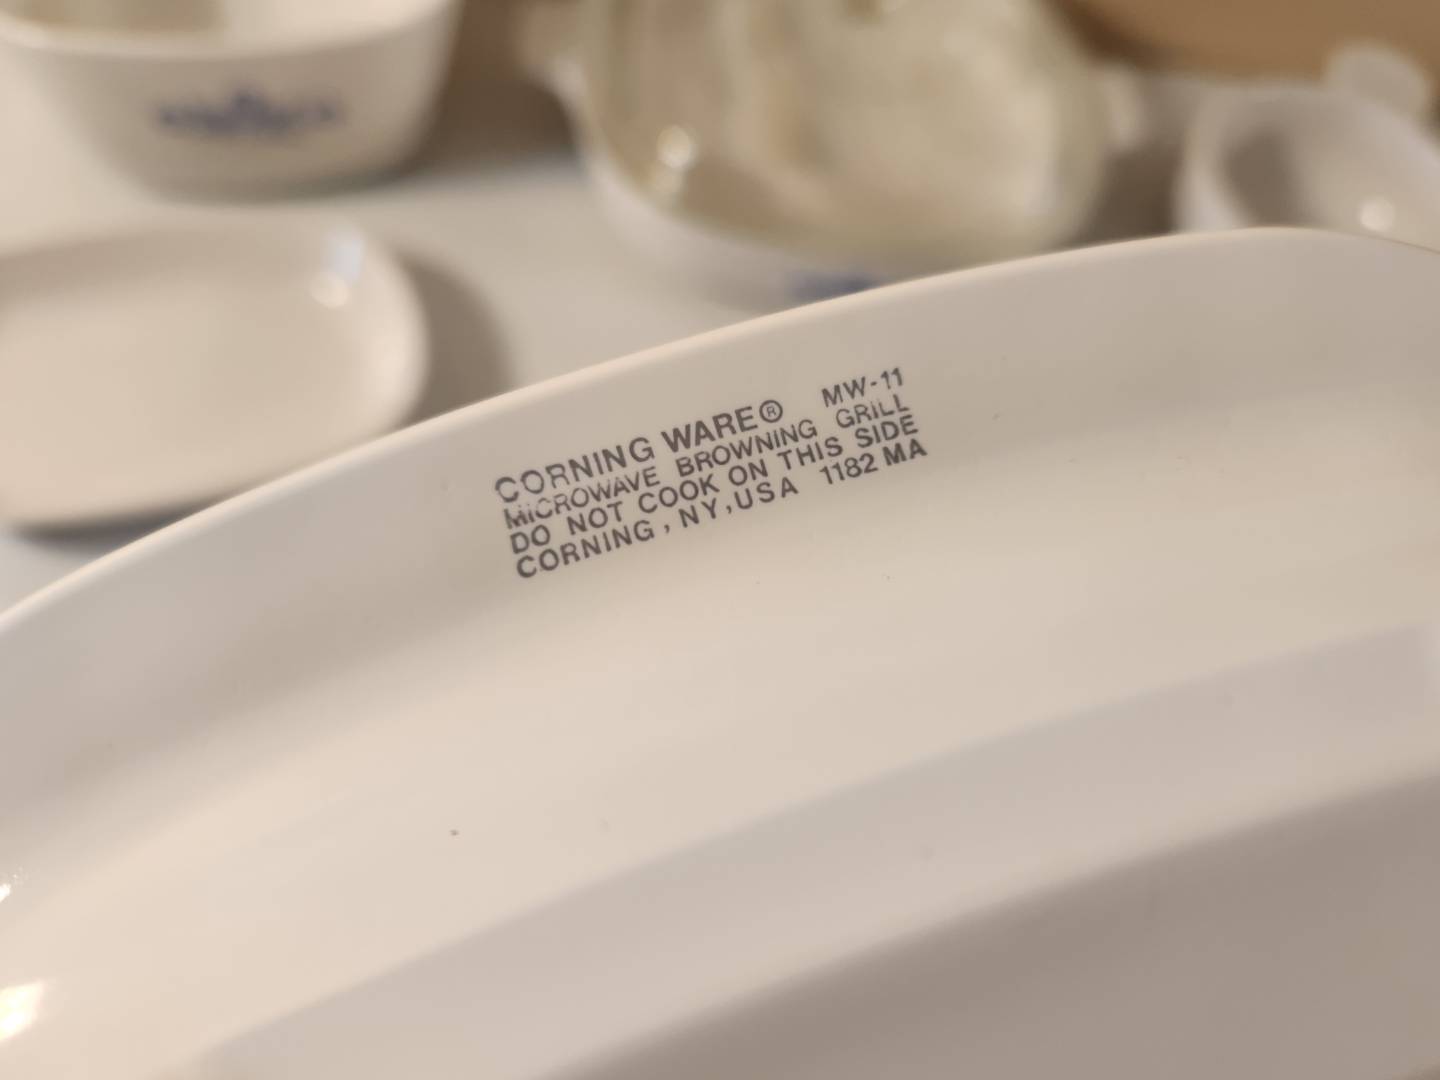 CORNING WARE® MW-11
MICROWAVE BROWNING GRILL
DO NOT COOK ON THIS SIDE
CORNING, NY, USA 1182 MA